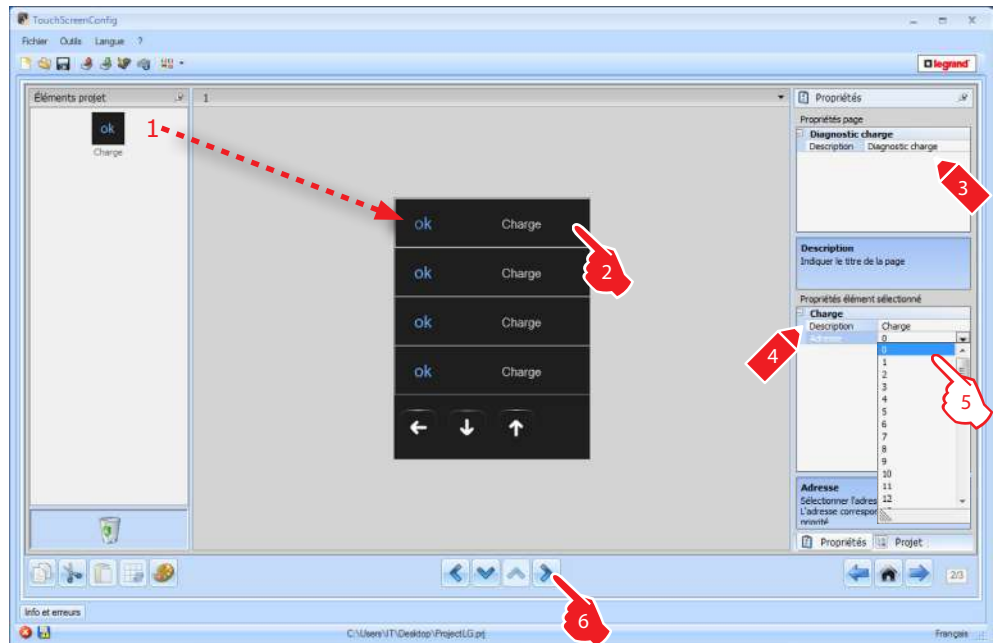 TouchScreenConfig
Fichier Outils Langue ?
legrand
Éléments projet
1
Propriétés
ok
Charge
1
Propriétés page
Diagnostic charge
Description Diagnostic charge
3
ok Charge
2
ok Charge
ok Charge
ok Charge
Description
Indiquer le titre de la page
Propriétés élément sélectionné
Charge
Description Charge
Adresse 0
4
0
1
2
3
4
5
6
7
8
9
10
11
12
5
Adresse
Sélectionner l'adres
L'adresse correspor
priorité
Propriétés Projet
2/3
6
Info et erreurs
C:\Users\IT\Desktop\ProjectLG.prj
Français